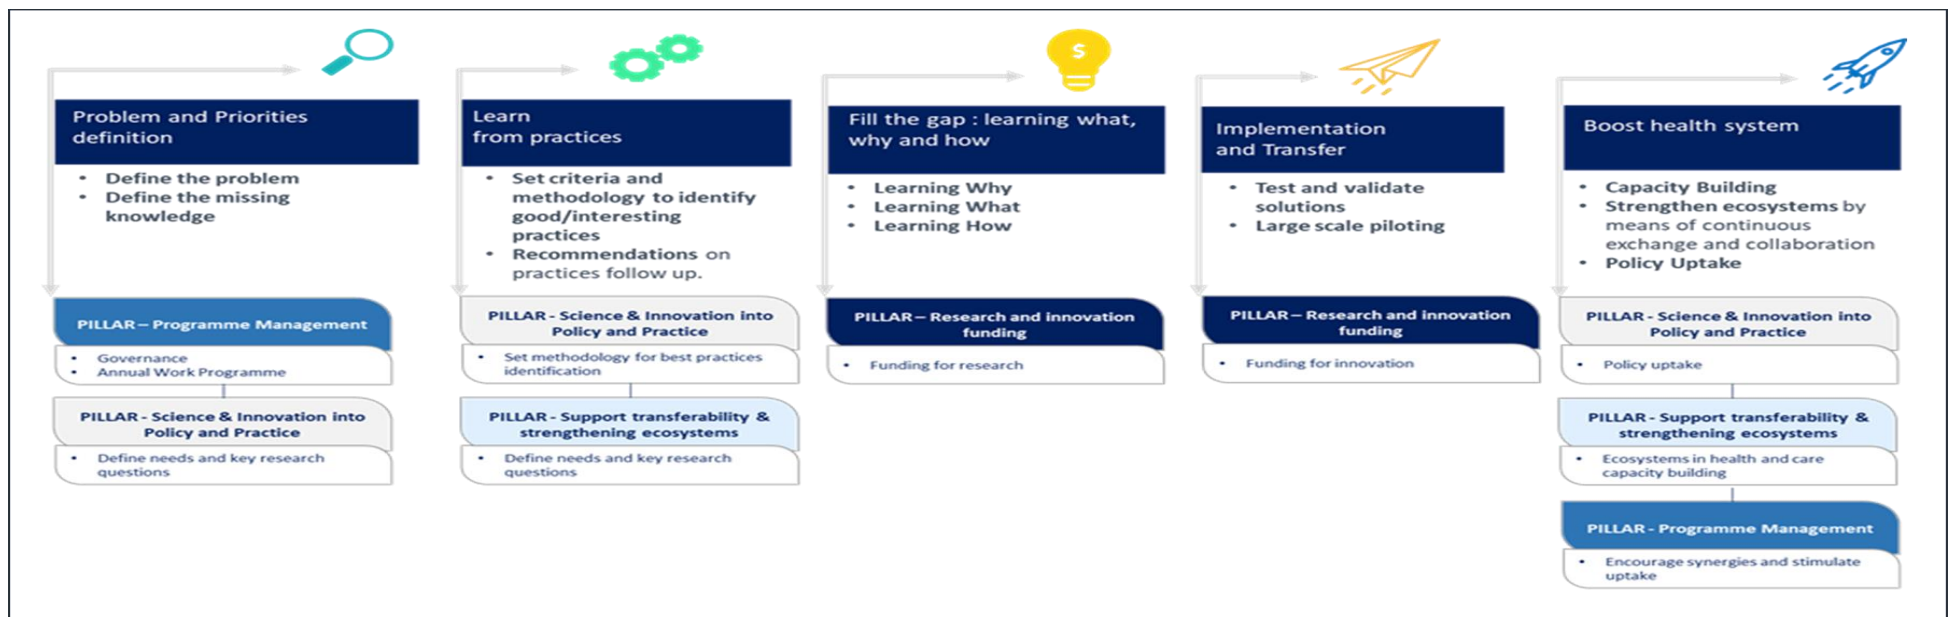 Problem and Priorities
definition
• Define the problem
• Define the missing
knowledge
PILLAR – Programme Management
• Governance
• Annual Work Programme
PILLAR - Science & Innovation into
Policy and Practice
• Define needs and key research
questions
Learn
from practices
• Set criteria and
methodology to identify
good/interesting
practices
• Recommendations on
practices follow up.
PILLAR - Science & Innovation into
Policy and Practice
• Set methodology for best practices
identification
PILLAR - Support transferability &
strengthening ecosystems
• Define needs and key research
questions
$
Fill the gap : learning what,
why and how
• Learning Why
• Learning What
• Learning How
PILLAR – Research and innovation
funding
• Funding for research
Implementation
and Transfer
• Test and validate
solutions
• Large scale piloting
PILLAR – Research and innovation
funding
• Funding for innovation
Boost health system
• Capacity Building
• Strengthen ecosystems by
means of continuous
exchange and collaboration
• Policy Uptake
PILLAR - Science & Innovation into
Policy and Practice
• Policy uptake
PILLAR - Support transferability &
strengthening ecosystems
• Ecosystems in health and care
capacity building
PILLAR - Programme Management
• Encourage synergies and stimulate
uptake